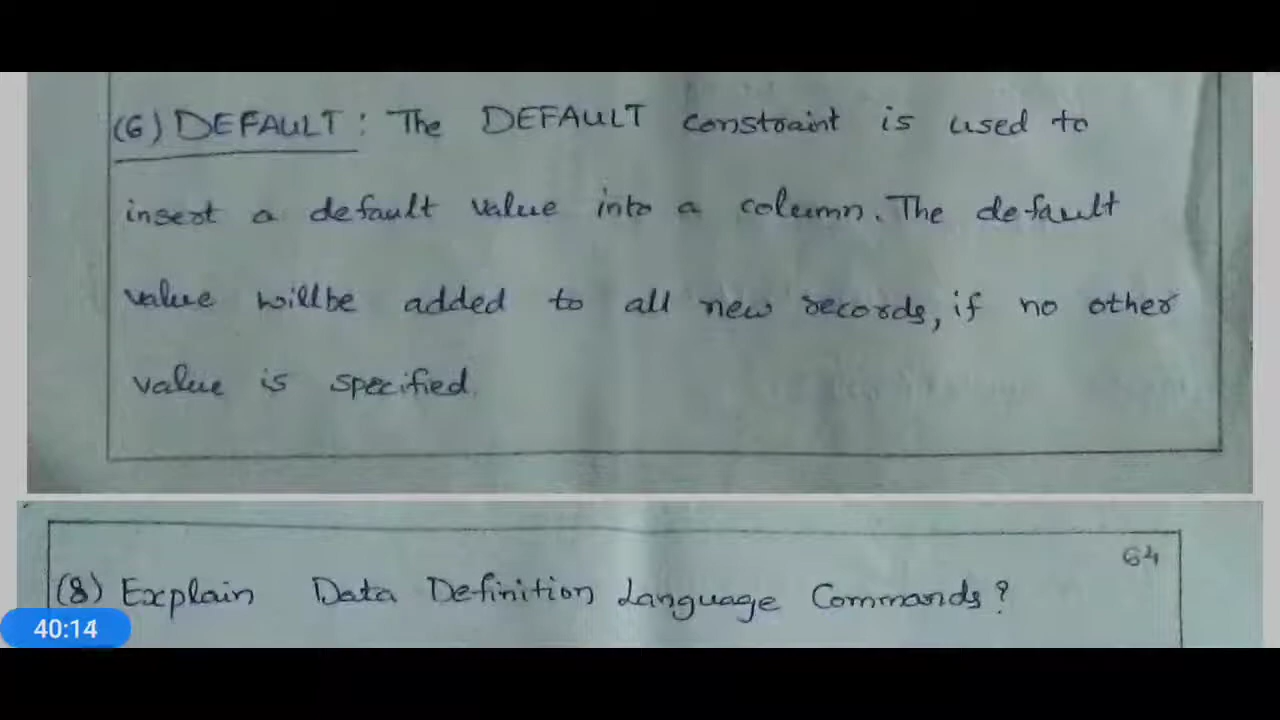 (6) DEFAULT: The DEFAULT constraint is used to
insert a default value into a column. The default
value willbe added to all new records, if no other
value is specified.
64
(8) Explain Data Definition Language Commands?
40:14